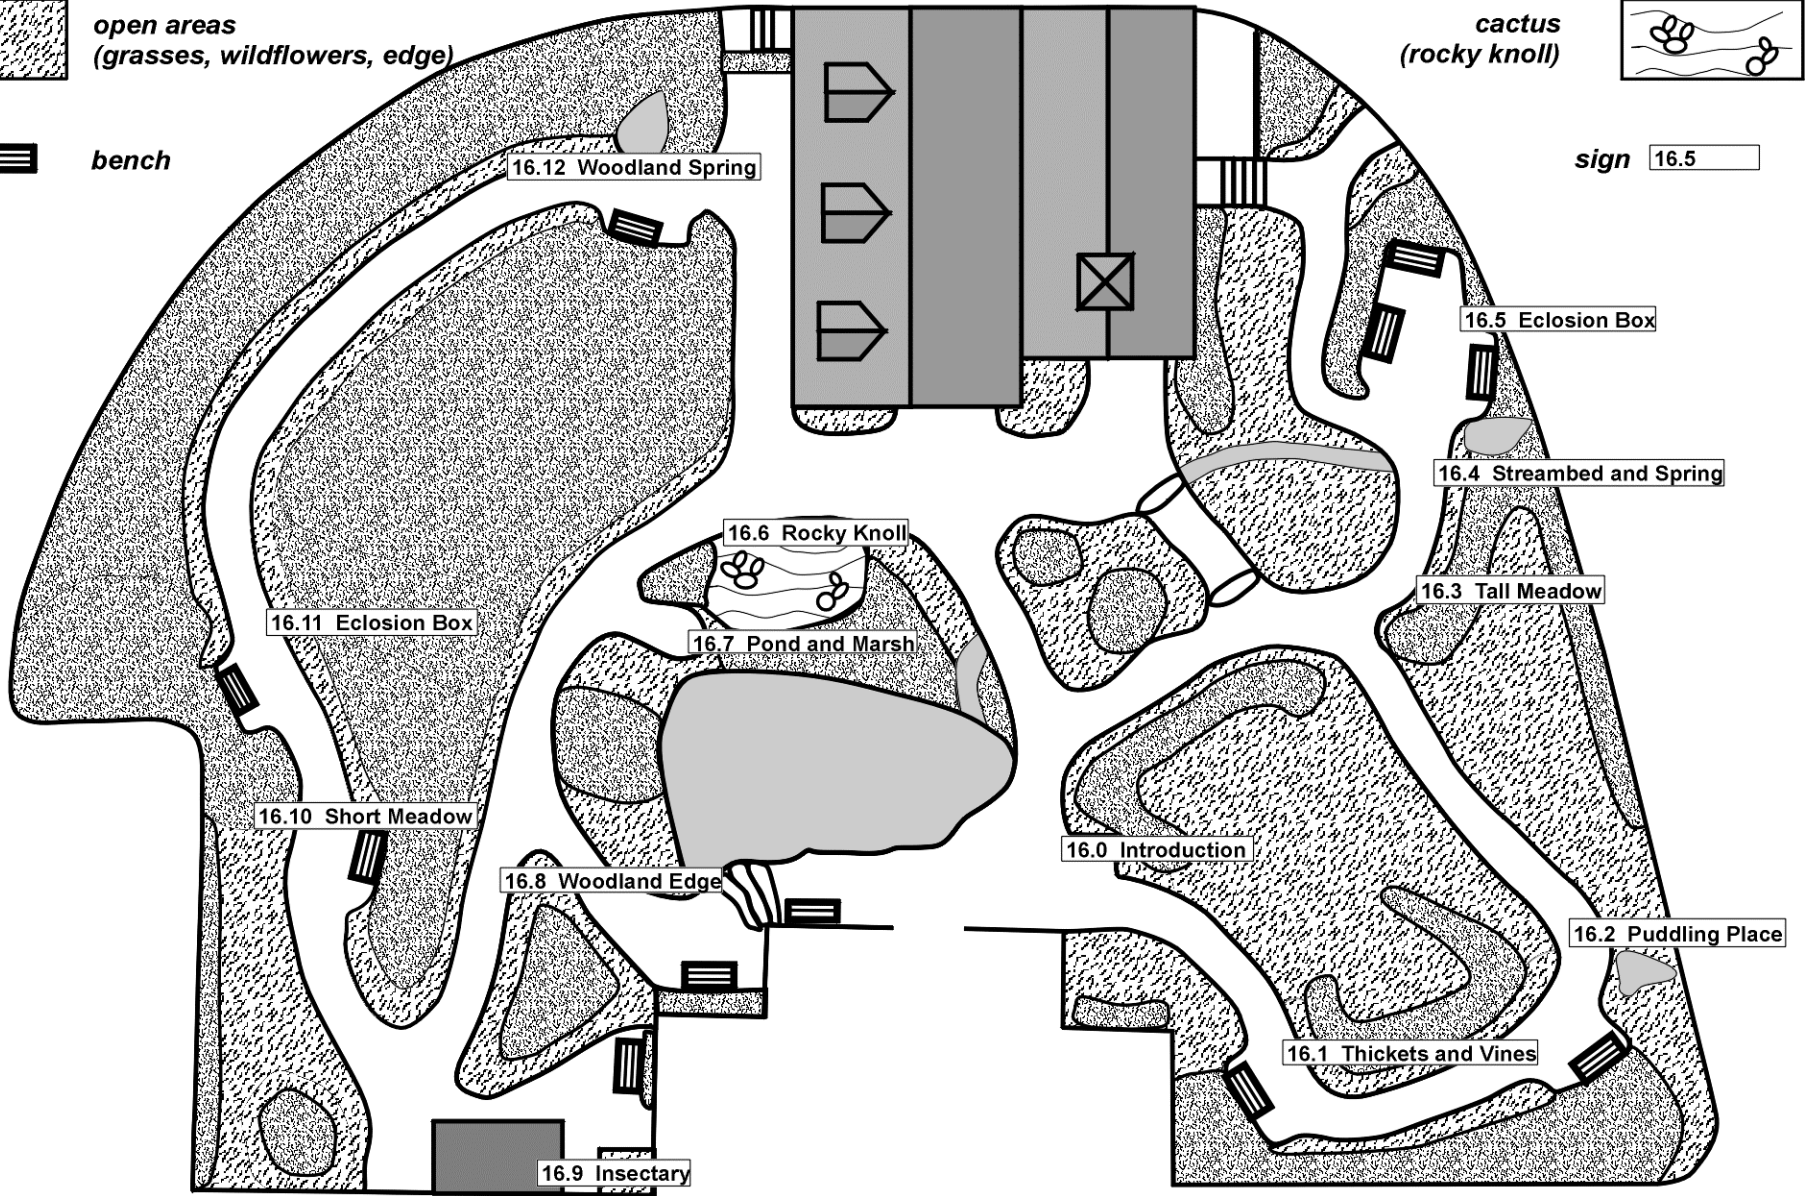 open areas
(grasses, wildflowers, edge)
cactus
(rocky knoll)
bench
sign 16.5
16.12 Woodland Spring
16.5 Eclosion Box
16.4 Streambed and Spring
16.6 Rocky Knoll
16.3 Tall Meadow
16.11 Eclosion Box
16.7 Pond and Marsh
16.10 Short Meadow
16.0 Introduction
16.8 Woodland Edge
16.2 Puddling Place
16.1 Thickets and Vines
16.9 Insectary